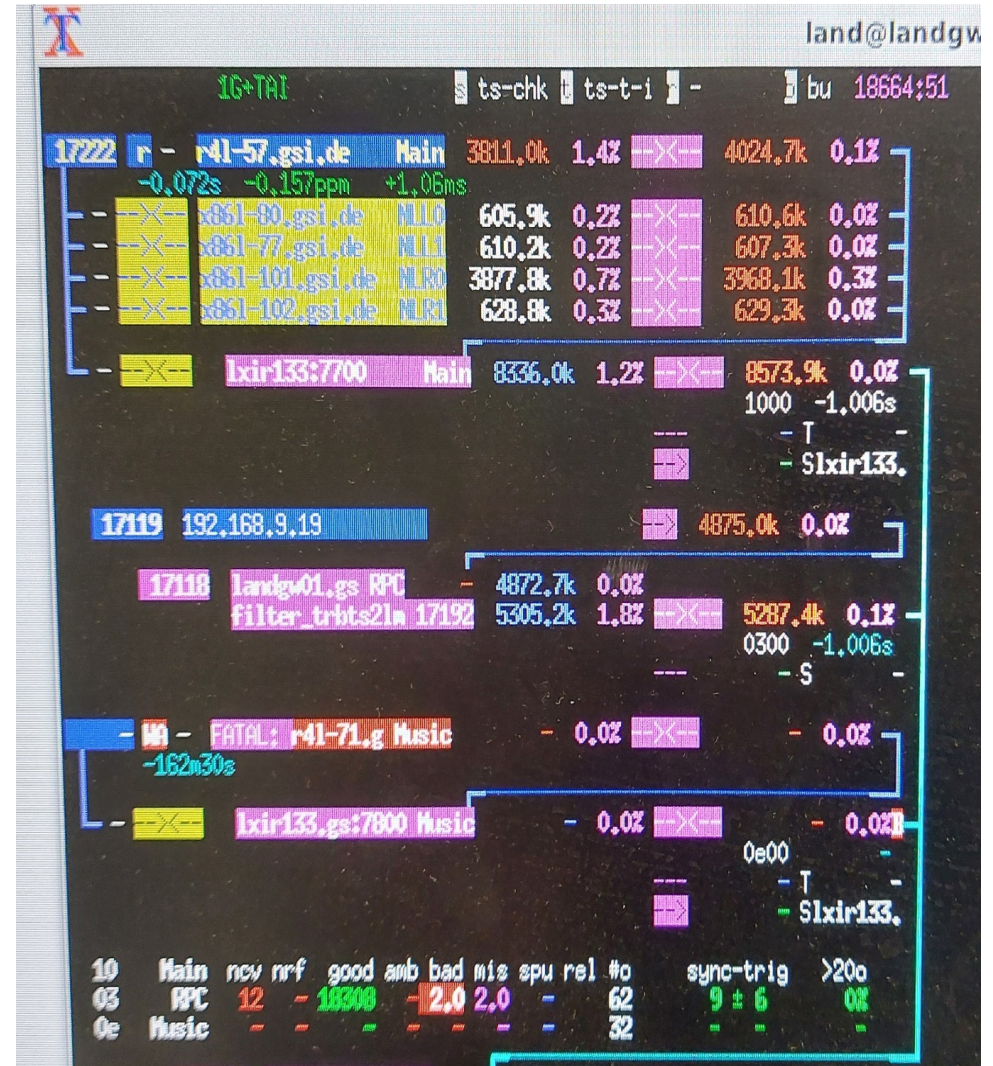 land@landgw
1G+TAI s ts-chk t ts-t-i r - b bu 18664:51
17222 r - r4l-57.gsi.de Main 3811.0k 1.4% -->X--- 4024.7k 0.1%
-0.072s -0.157ppm +1.06ms
- --X-- x86l-80.gsi.de NLL0 605.9k 0.2% --X-- 610.6k 0.0%
- --X-- x86l-77.gsi.de NLL1 610.2k 0.2% --X-- 607.3k 0.0%
- --X-- x86l-101.gsi.de NLR0 3877.8k 0.7% --X-- 3968.1k 0.3%
- --X-- x86l-102.gsi.de NLR1 628.8k 0.3% --X-- 629.3k 0.0%
- --X-- lxir133:7700 Main 8336.0k 1.2% --X-- 8573.9k 0.0%
1000 -1.006s
--- - T -
--> - Slxir133.
17119 192.168.9.19 --> 4875.0k 0.0%
17118 landgw01.gs RPC - 4872.7k 0.0%
filter_trbts2lm 17192 5305.2k 1.8% --X-- 5287.4k 0.1%
0300 -1.006s
--- - S -
- WA - FATAL: r4l-71.g Music - 0.0% --X-- - 0.0%
-162m30s
- --X-- lxir133.gs:7800 Music - 0.0% --X-- - 0.0%B
0e00 -
--- - T -
--> - Slxir133.
10 Main ncv nrf good amb bad mis spu rel #o sync-trig >20o
03 RPC 12 - 18308 - 2.0 2.0 - 62 9 ± 6 0%
0e Music - - - - - - - 32 - - -